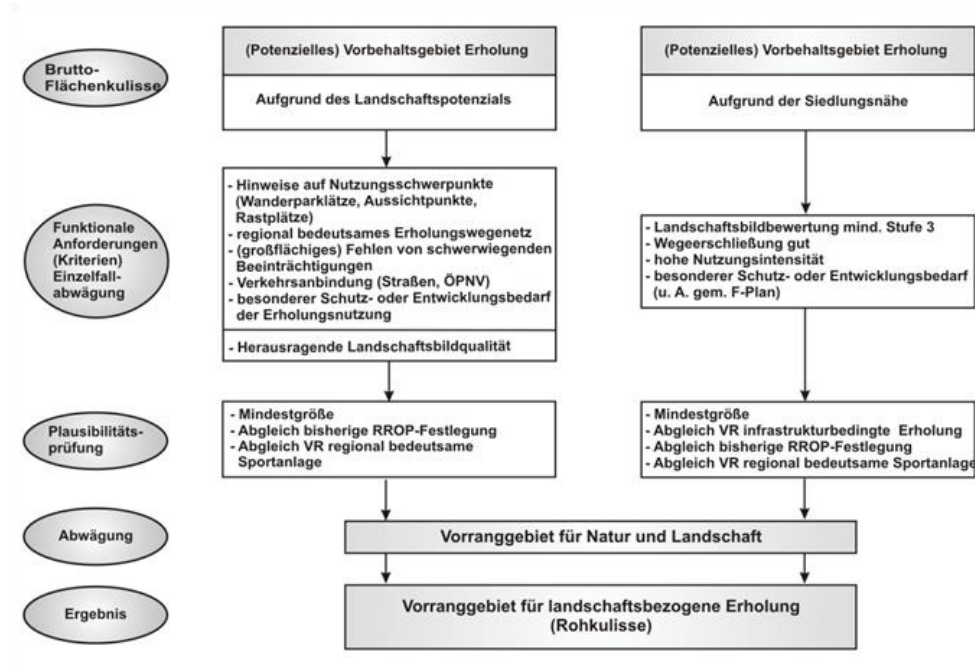 Brutto-
Flächenkulisse
(Potenzielles) Vorbehaltsgebiet Erholung
Aufgrund des Landschaftspotenzials
(Potenzielles) Vorbehaltsgebiet Erholung
Aufgrund der Siedlungsnähe
Funktionale
Anforderungen
(Kriterien)
Einzelfall-
abwägung
- Hinweise auf Nutzungsschwerpunkte
(Wanderparklätze, Aussichtpunkte,
Rastplätze)
- regional bedeutsames Erholungswegenetz
- (großflächiges) Fehlen von schwerwiegenden
Beeinträchtigungen
- Verkehrsanbindung (Straßen, ÖPNV)
- besonderer Schutz- oder Entwicklungsbedarf
der Erholungsnutzung
- Herausragende Landschaftsbildqualität
- Landschaftsbildbewertung mind. Stufe 3
- Wegeerschließung gut
- hohe Nutzungsintensität
- besonderer Schutz- oder Entwicklungsbedarf
(u. A. gem. F-Plan)
Plausibilitäts-
prüfung
- Mindestgröße
- Abgleich bisherige RROP-Festlegung
- Abgleich VR regional bedeutsame
Sportanlage
- Mindestgröße
- Abgleich VR infrastrukturbedingte Erholung
- Abgleich bisherige RROP-Festlegung
- Abgleich VR regional bedeutsame Sportanlage
Abwägung
Vorranggebiet für Natur und Landschaft
Ergebnis
Vorranggebiet für landschaftsbezogene Erholung
(Rohkulisse)